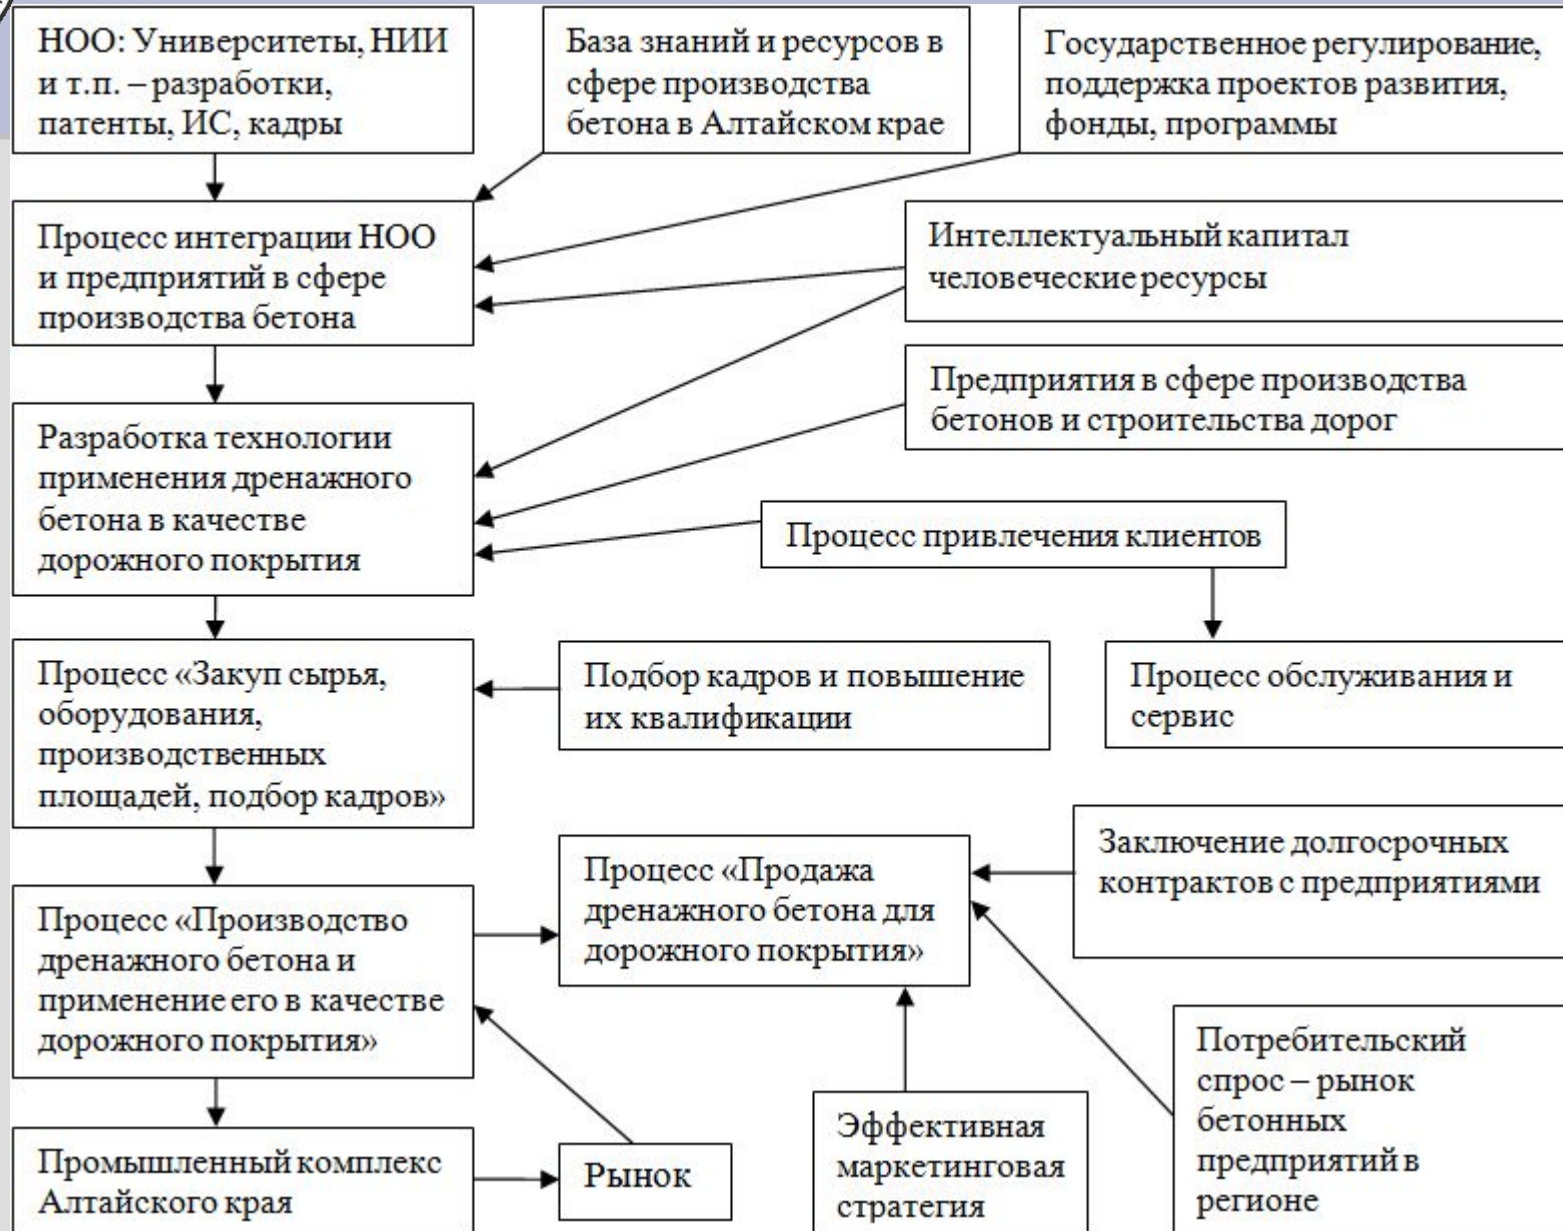 НОО: Университеты, НИИ
и т.п. – разработки,
патенты, ИС, кадры
База знаний и ресурсов в
сфере производства
бетона в Алтайском крае
Государственное регулирование,
поддержка проектов развития,
фонды, программы
Процесс интеграции НОО
и предприятий в сфере
производства бетона
Интеллектуальный капитал
человеческие ресурсы
Предприятия в сфере производства
бетонов и строительства дорог
Разработка технологии
применения дренажного
бетона в качестве
дорожного покрытия
Процесс привлечения клиентов
Процесс «Закуп сырья,
оборудования,
производственных
площадей, подбор кадров»
Подбор кадров и повышение
их квалификации
Процесс обслуживания и
сервис
Процесс «Продажа
дренажного бетона для
дорожного покрытия»
Заключение долгосрочных
контрактов с предприятиями
Процесс «Производство
дренажного бетона и
применение его в качестве
дорожного покрытия»
Потребительский
спрос – рынок
бетонных
предприятий в
регионе
Эффективная
маркетинговая
стратегия
Промышленный комплекс
Алтайского края
Рынок